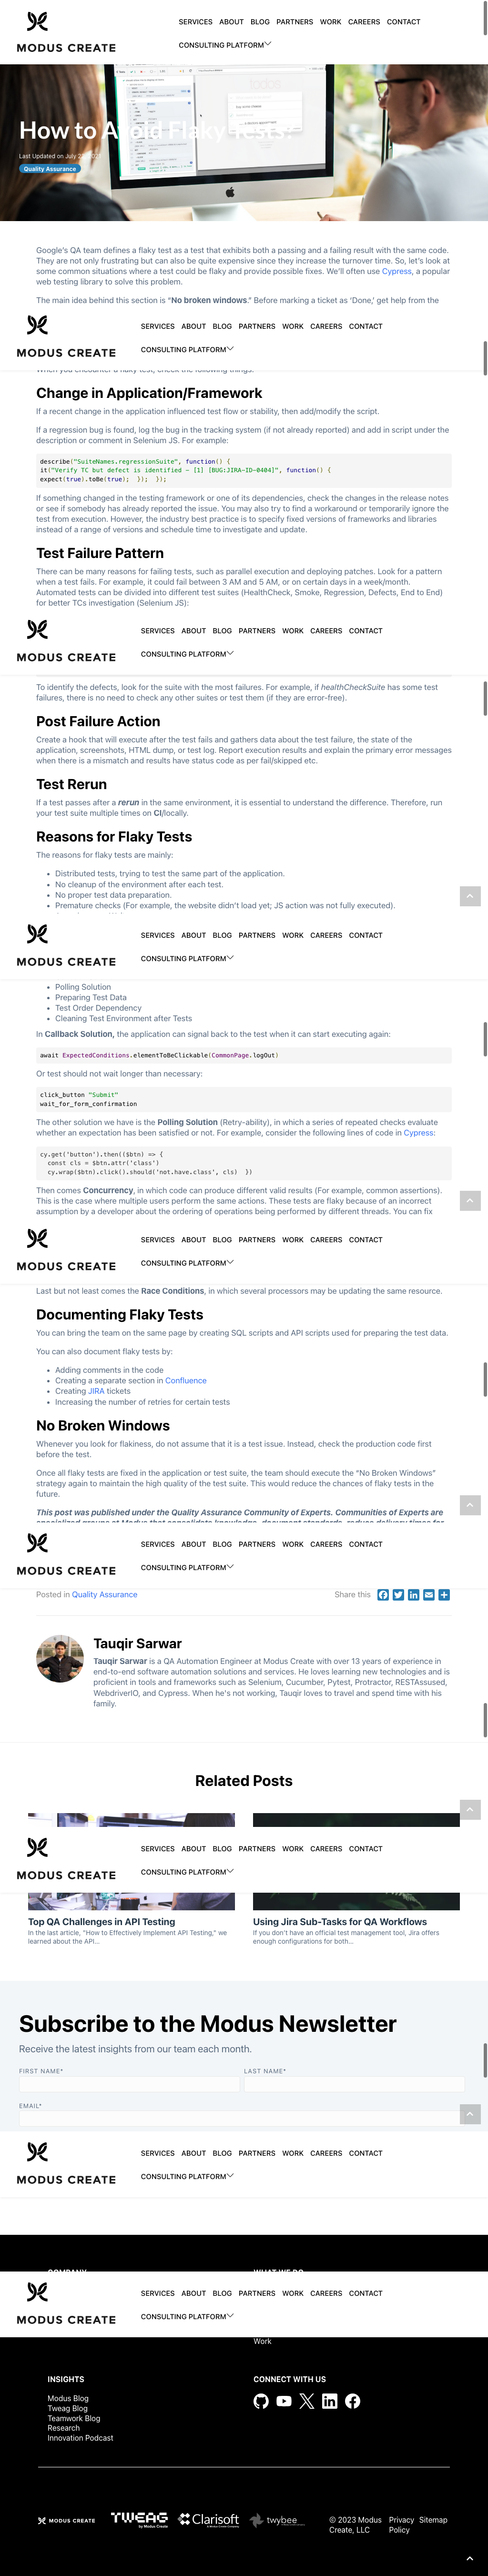 SERVICES ABOUT BLOG PARTNERS WORK CAREERS CONTACT
MODUS CREATE
CONSULTING PLATFORM
How to Avoid Flaky Tests?
Last Updated on July 2
Quality Assurance
Google's QA team defines a flaky test as a test that exhibits both a passing and a failing result with the same code.
They are not only frustrating but can also be quite expensive since they increase the turnover time. So, let's look at
some common situations where a test could be flaky and provide possible fixes. We'll often use Cypress, a popular
web testing library to solve this problem.
The main idea behind this section is "No broken windows." Before marking a ticket as 'Done,' get help from the
SERVICES ABOUT BLOG PARTNERS WORK CAREERS CONTACT
MODUS CREATE
CONSULTING PLATFORM
When you encounter a flaky test, check the following things:
Change in Application/Framework
If a recent change in the application influenced test flow or stability, then add/modify the script.
If a regression bug is found, log the bug in the tracking system (if not already reported) and add in script under the
description or comment in Selenium JS. For example:
describe("SuiteNames.regressionSuite", function() {
it("Verify TC but defect is identified - [1] [BUG:JIRA-ID-0484]", function() {
expect(true).toBe(true); }); });
If something changed in the testing framework or one of its dependencies, check the changes in the release notes
or see if somebody has already reported the issue. You may also try to find a workaround or temporarily ignore the
test from execution. However, the industry best practice is to specify fixed versions of frameworks and libraries
instead of a range of versions and schedule time to investigate and update.
Test Failure Pattern
There can be many reasons for failing tests, such as parallel execution and deploying patches. Look for a pattern
when a test fails. For example, it could fail between 3 AM and 5 AM, or on certain days in a week/month.
Automated tests can be divided into different test suites (HealthCheck, Smoke, Regression, Defects, End to End)
for better TCs investigation (Selenium JS):
SERVICES ABOUT BLOG PARTNERS WORK CAREERS CONTACT
MODUS CREATE
CONSULTING PLATFORM
To identify the defects, look for the suite with the most failures. For example, if healthCheckSuite has some test
failures, there is no need to check any other suites or test them (if they are error-free).
Post Failure Action
Create a hook that will execute after the test fails and gathers data about the test failure, the state of the
application, screenshots, HTML dump, or test log. Report execution results and explain the primary error messages
when there is a mismatch and results have status code as per fail/skipped etc.
Test Rerun
If a test passes after a rerun in the same environment, it is essential to understand the difference. Therefore, run
your test suite multiple times on CI/locally.
Reasons for Flaky Tests
The reasons for flaky tests are mainly:
• Distributed tests, trying to test the same part of the application.
• No cleanup of the environment after each test.
• No proper test data preparation.
• Premature checks (For example, the website didn't load yet; JS action was not fully executed).
SERVICES ABOUT BLOG PARTNERS WORK CAREERS CONTACT
MODUS CREATE
CONSULTING PLATFORM
• Polling Solution
• Preparing Test Data
• Test Order Dependency
• Cleaning Test Environment after Tests
In Callback Solution, the application can signal back to the test when it can start executing again:
await ExpectedConditions.elementToBeClickable(CommonPage.logOut)
Or test should not wait longer than necessary:
click_button "Submit"
wait_for_form_confirmation
The other solution we have is the Polling Solution (Retry-ability), in which a series of repeated checks evaluate
whether an expectation has been satisfied or not. For example, consider the following lines of code in Cypress:
cy.get('button').then(($btn) => {
const cls = $btn.attr('class')
cy.wrap($btn).click().should('not.have.class', cls) })
Then comes Concurrency, in which code can produce different valid results (For example, common assertions).
This is the case where multiple users perform the same actions. These tests are flaky because of an incorrect
assumption by a developer about the ordering of operations being performed by different threads. You can fix
SERVICES ABOUT BLOG PARTNERS WORK CAREERS CONTACT
MODUS CREATE
CONSULTING PLATFORM
Last but not least comes the Race Conditions, in which several processors may be updating the same resource.
Documenting Flaky Tests
You can bring the team on the same page by creating SQL scripts and API scripts used for preparing the test data.
You can also document flaky tests by:
• Adding comments in the code
• Creating a separate section in Confluence
• Creating JIRA tickets
• Increasing the number of retries for certain tests
No Broken Windows
Whenever you look for flakiness, do not assume that it is a test issue. Instead, check the production code first
before the test.
Once all flaky tests are fixed in the application or test suite, the team should execute the "No Broken Windows"
strategy again to maintain the high quality of the test suite. This would reduce the chances of flaky tests in the
future.
This post was published under the Quality Assurance Community of Experts. Communities of Experts are
specialized groups at Modus that consolidate knowledge, document standards, reduce delivery times for
SERVICES ABOUT BLOG PARTNERS WORK CAREERS CONTACT
MODUS CREATE
CONSULTING PLATFORM
Posted in Quality Assurance
Share this
Tauqir Sarwar
Tauqir Sarwar is a QA Automation Engineer at Modus Create with over 13 years of experience in
end-to-end software automation solutions and services. He loves learning new technologies and is
proficient in tools and frameworks such as Selenium, Cucumber, Pytest, Protractor, RESTAssused,
WebdriverIO, and Cypress. When he's not working, Tauqir loves to travel and spend time with his
family.
Related Posts
SERVICES ABOUT BLOG PARTNERS WORK CAREERS CONTACT
MODUS CREATE
CONSULTING PLATFORM
Top QA Challenges in API Testing
In the last article, "How to Effectively Implement API Testing," we
learned about the API...
Using Jira Sub-Tasks for QA Workflows
If you don't have an official test management tool, Jira offers
enough configurations for both...
Subscribe to the Modus Newsletter
Receive the latest insights from our team each month.
FIRST NAME*
LAST NAME*
EMAIL*
SERVICES ABOUT BLOG PARTNERS WORK CAREERS CONTACT
MODUS CREATE
CONSULTING PLATFORM
COMPANY
WHAT WE DO
SERVICES ABOUT BLOG PARTNERS WORK CAREERS CONTACT
MODUS CREATE
CONSULTING PLATFORM
Work
INSIGHTS
Modus Blog
Tweag Blog
Teamwork Blog
Research
Innovation Podcast
CONNECT WITH US
MODUS CREATE
TWEAG
by Modus Create
Clarisoft
twybee
© 2023 Modus
Create, LLC
Privacy
Policy
Sitemap